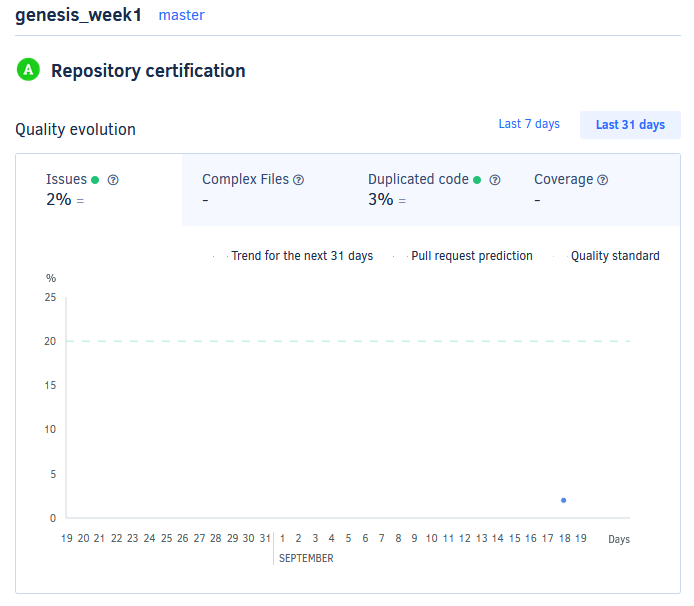 genesis_week1 master
A Repository certification
Quality evolution Last 7 days Last 31 days
Issues Complex Files Duplicated code Coverage
2% = - 3% = -
Trend for the next 31 days Pull request prediction Quality standard
%
25
20
15
10
5
0
19 20 21 22 23 24 25 26 27 28 29 30 31 1 2 3 4 5 6 7 8 9 10 11 12 13 14 15 16 17 18 19 Days
SEPTEMBER